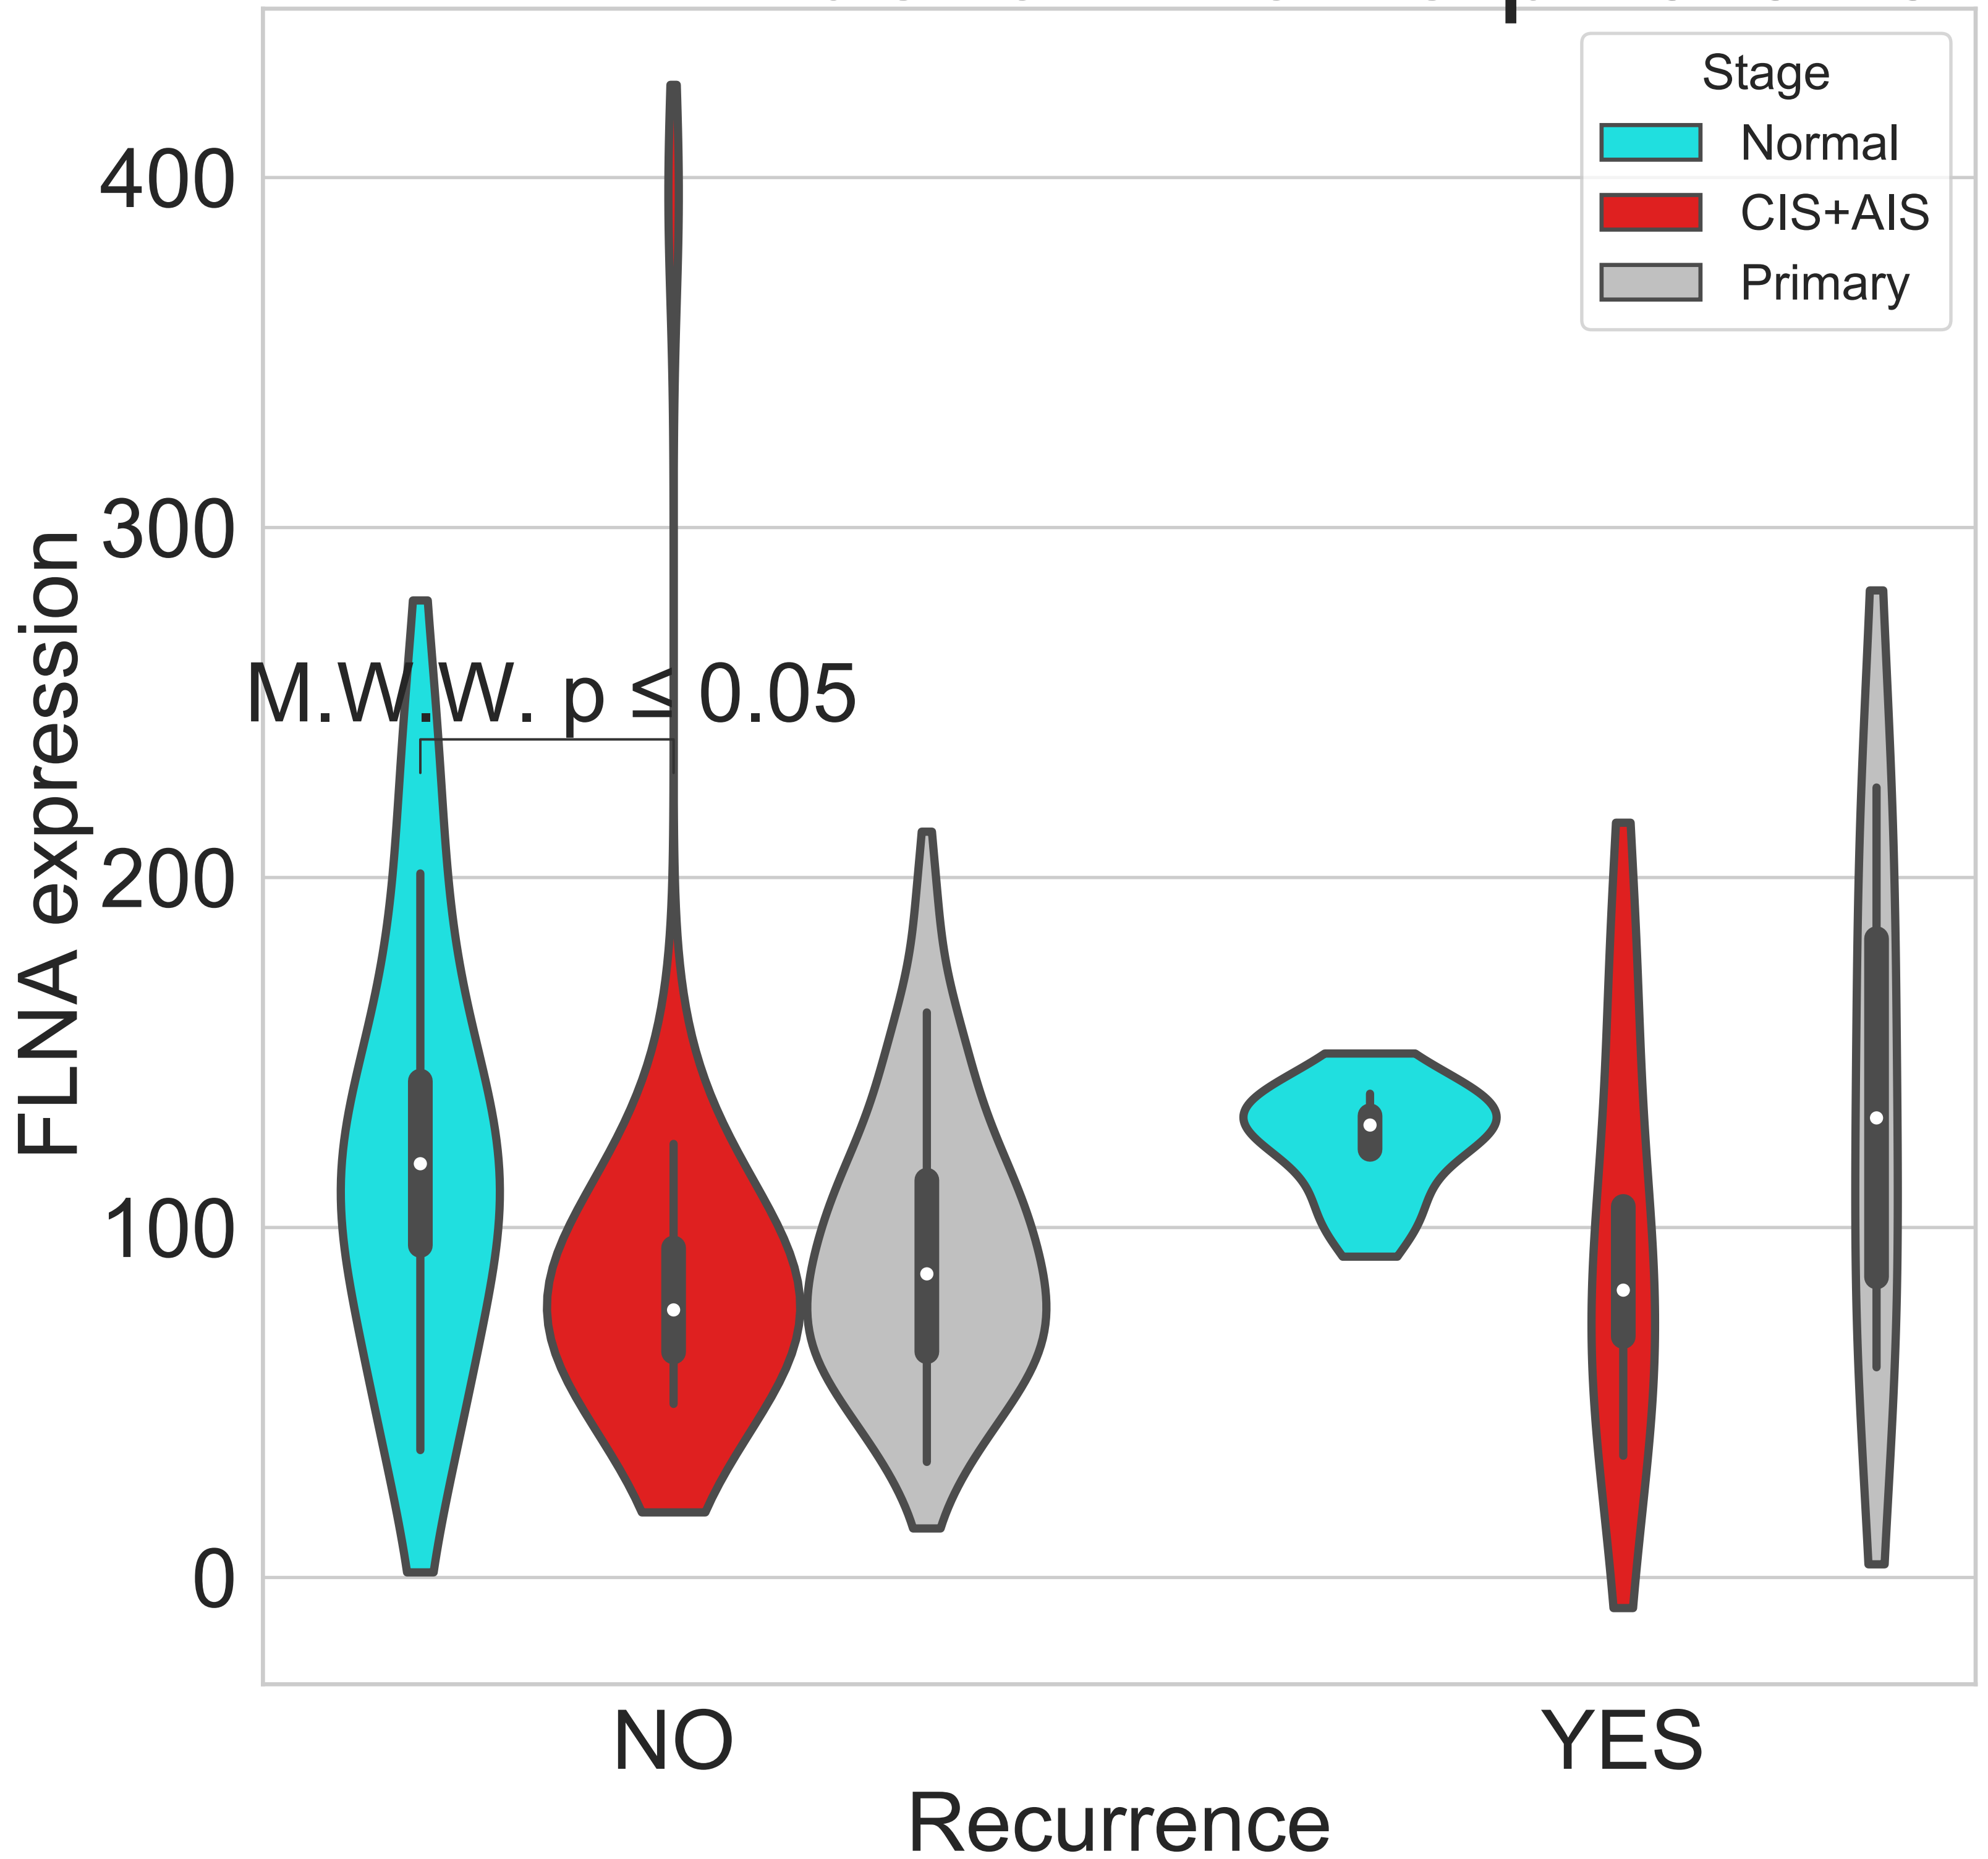 Stage
Normal
CIS+AIS
Primary
400
300
200
100
0
FLNA expression
M.W.W. p ≤ 0.05
NO
YES
Recurrence